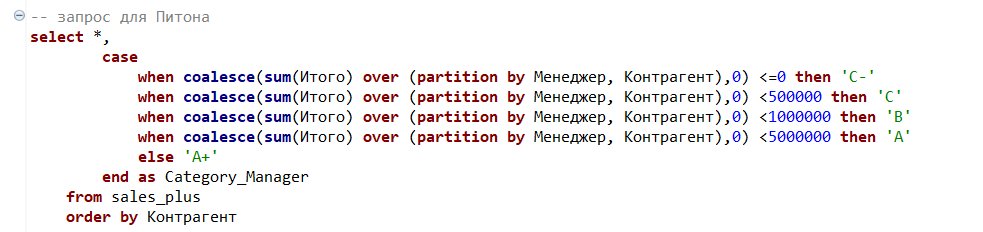 -- запрос для Питона
select *,
case
when coalesce(sum(Итого) over (partition by Менеджер, Контрагент),0) <=0 then 'C-'
when coalesce(sum(Итого) over (partition by Менеджер, Контрагент),0) <500000 then 'C'
when coalesce(sum(Итого) over (partition by Менеджер, Контрагент),0) <1000000 then 'B'
when coalesce(sum(Итого) over (partition by Менеджер, Контрагент),0) <5000000 then 'A'
else 'A+'
end as Category_Manager
from sales_plus
order by Контрагент